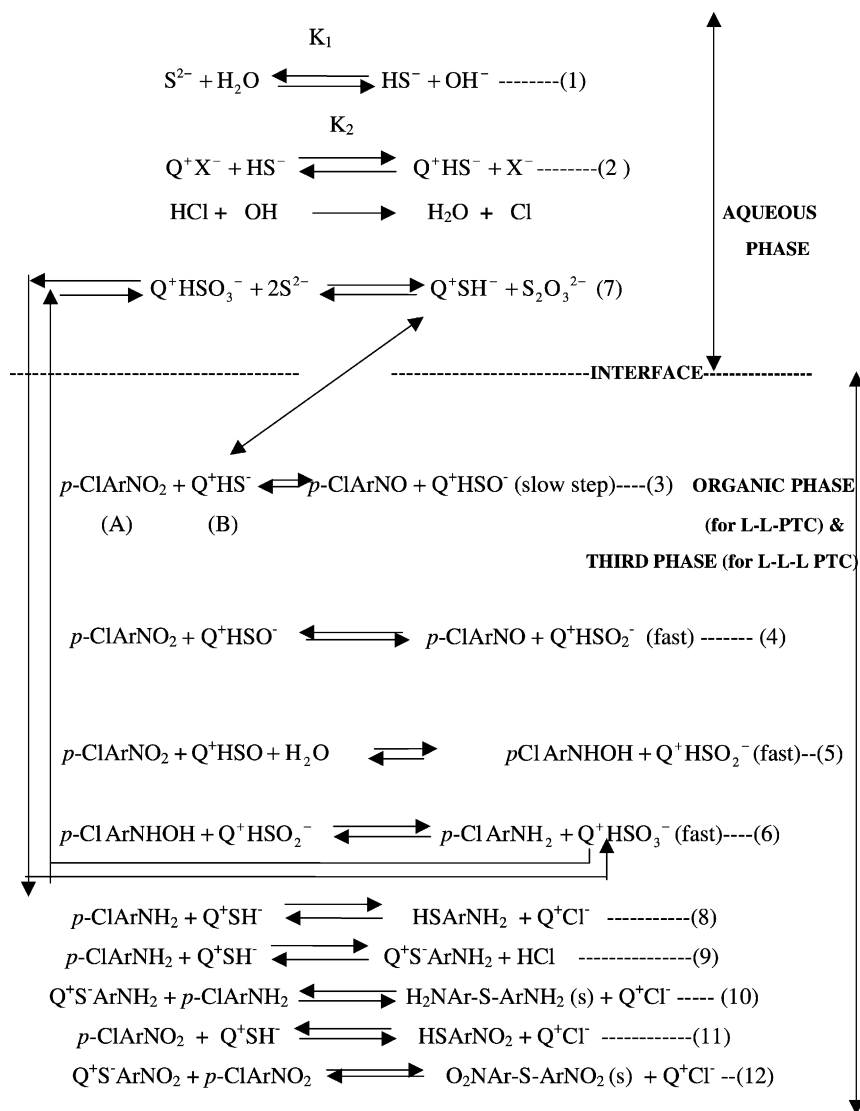 K₁
S²⁻ + H₂O ⇌ HS⁻ + OH⁻ --------(1)
K₂
Q⁺X⁻ + HS⁻ ⇌ Q⁺HS⁻ + X⁻--------(2 )
HCl + OH → H₂O + Cl
AQUEOUS
PHASE
Q⁺HSO₃⁻ + 2S²⁻ ⇌ Q⁺SH⁻ + S₂O₃²⁻ (7)
INTERFACE
p-ClArNO₂ + Q⁺HS⁻ ⇌ p-ClArNO + Q⁺HSO⁻ (slow step)----(3)
(A) (B)
ORGANIC PHASE
(for L-L-PTC) &
THIRD PHASE (for L-L-L PTC)
p-ClArNO₂ + Q⁺HSO⁻ ⇌ p-ClArNO + Q⁺HSO₂⁻ (fast) ------- (4)
p-ClArNO₂ + Q⁺HSO + H₂O ⇌ pCl ArNHOH + Q⁺HSO₂⁻ (fast)--(5)
p-Cl ArNHOH + Q⁺HSO₂⁻ ⇌ p-Cl ArNH₂ + Q⁺HSO₃⁻ (fast)----(6)
p-ClArNH₂ + Q⁺SH⁻ ⇌ HSArNH₂ + Q⁺Cl⁻ -----------(8)
p-ClArNH₂ + Q⁺SH⁻ ⇌ Q⁺S⁻ArNH₂ + HCl --------------(9)
Q⁺S⁻ArNH₂ + p-ClArNH₂ ⇌ H₂NAr-S-ArNH₂ (s) + Q⁺Cl⁻ ----- (10)
p-ClArNO₂ + Q⁺SH⁻ ⇌ HSArNO₂ + Q⁺Cl⁻ -----------(11)
Q⁺S⁻ArNO₂ + p-ClArNO₂ ⇌ O₂NAr-S-ArNO₂ (s) + Q⁺Cl⁻ --(12)